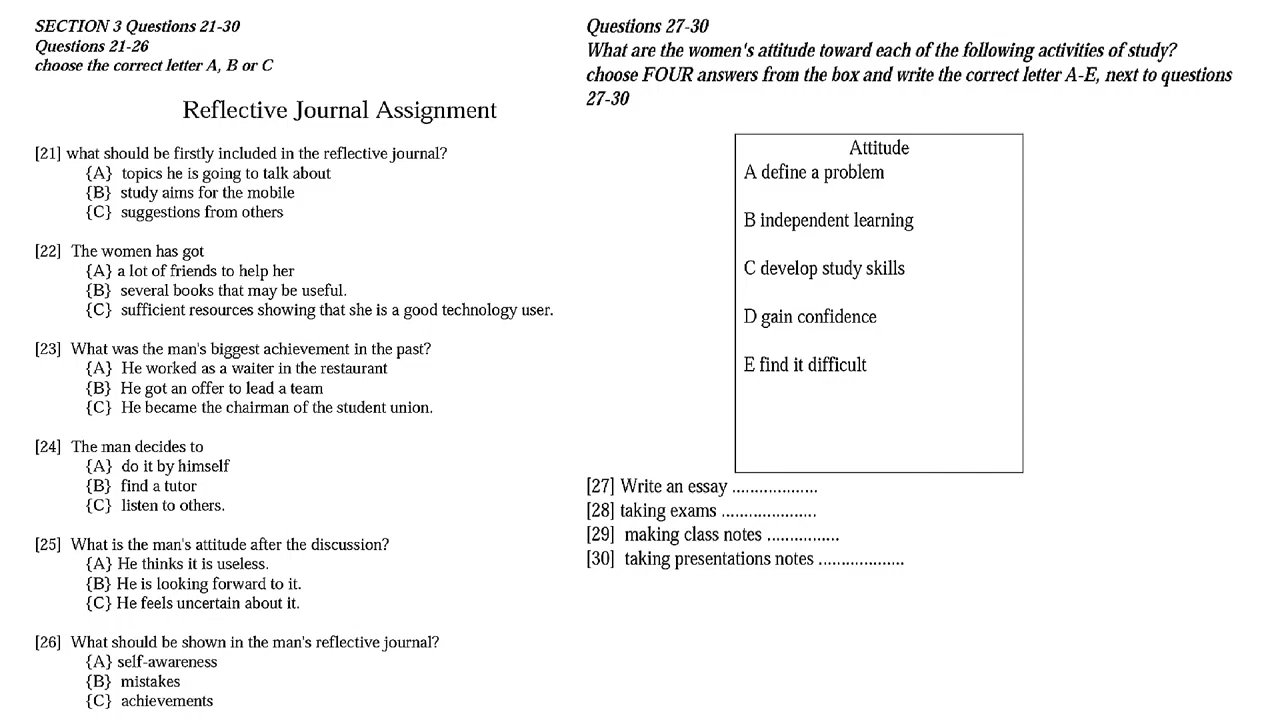 SECTION 3 Questions 21-30
Questions 21-26
choose the correct letter A, B or C
Reflective Journal Assignment
[21] what should be firstly included in the reflective journal?
{A} topics he is going to talk about
{B} study aims for the mobile
{C} suggestions from others
[22] The women has got
{A} a lot of friends to help her
{B} several books that may be useful.
{C} sufficient resources showing that she is a good technology user.
[23] What was the man's biggest achievement in the past?
{A} He worked as a waiter in the restaurant
{B} He got an offer to lead a team
{C} He became the chairman of the student union.
[24] The man decides to
{A} do it by himself
{B} find a tutor
{C} listen to others.
[25] What is the man's attitude after the discussion?
{A} He thinks it is useless.
{B} He is looking forward to it.
{C} He feels uncertain about it.
[26] What should be shown in the man's reflective journal?
{A} self-awareness
{B} mistakes
{C} achievements
Questions 27-30
What are the women's attitude toward each of the following activities of study?
choose FOUR answers from the box and write the correct letter A-E, next to questions
27-30
Attitude
A define a problem
B independent learning
C develop study skills
D gain confidence
E find it difficult
[27] Write an essay ...................
[28] taking exams .....................
[29] making class notes ................
[30] taking presentations notes ...................